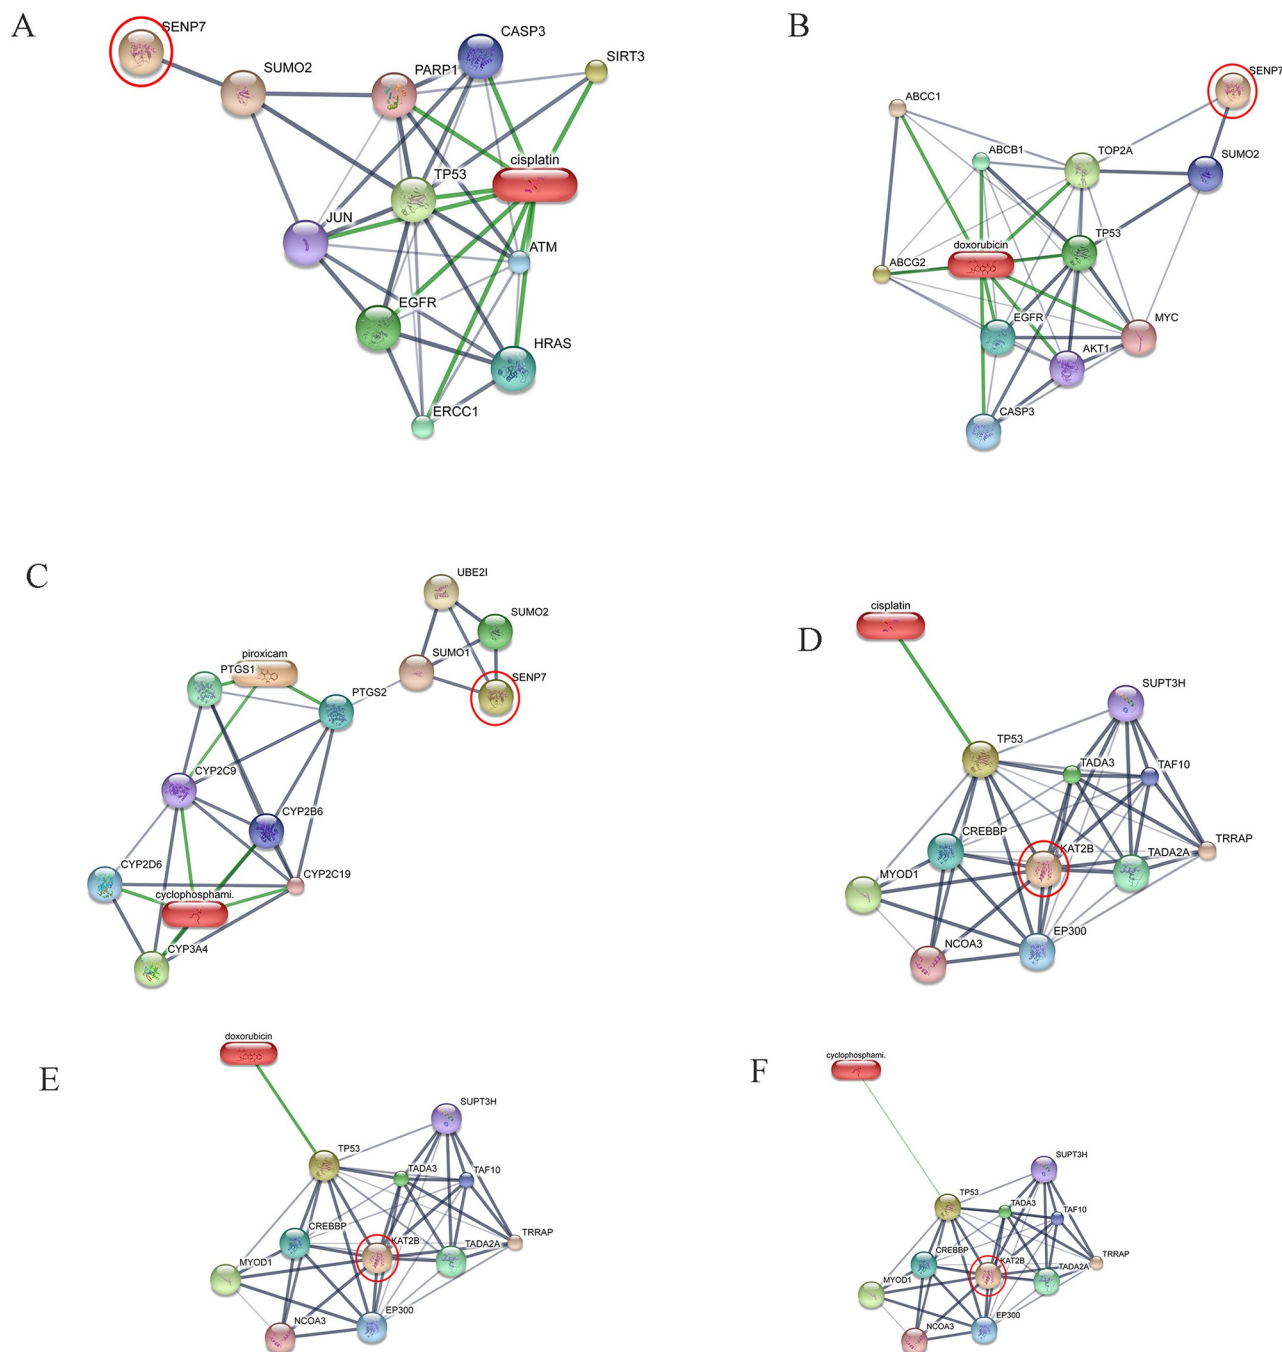 A
SENP7
SUMO2
PARP1
CASP3
SIRT3
cisplatin
TP53
JUN
ATM
EGFR
HRAS
ERCC1
B
SENP7
ABCC1
ABCB1
TOP2A
SUMO2
TP53
doxorubicin
ABCG2
EGFR
MYC
AKT1
CASP3
C
UBE2I
SUMO2
SUMO1
SENP7
piroxicam
PTGS1
PTGS2
CYP2C9
CYP2B6
CYP2D6
CYP2C19
cyclophosphami.
CYP3A4
D
cisplatin
SUPT3H
TP53
TADA3
TAF10
CREBBP
KAT2B
TRRAP
TADA2A
MYOD1
EP300
NCOA3
E
doxorubicin
SUPT3H
TP53
TADA3
TAF10
CREBBP
KAT2B
TRRAP
TADA2A
MYOD1
EP300
NCOA3
F
cyclophosphami.
SUPT3H
TP53
TADA3
TAF10
CREBBP
KAT2B
TRRAP
TADA2A
MYOD1
EP300
NCOA3